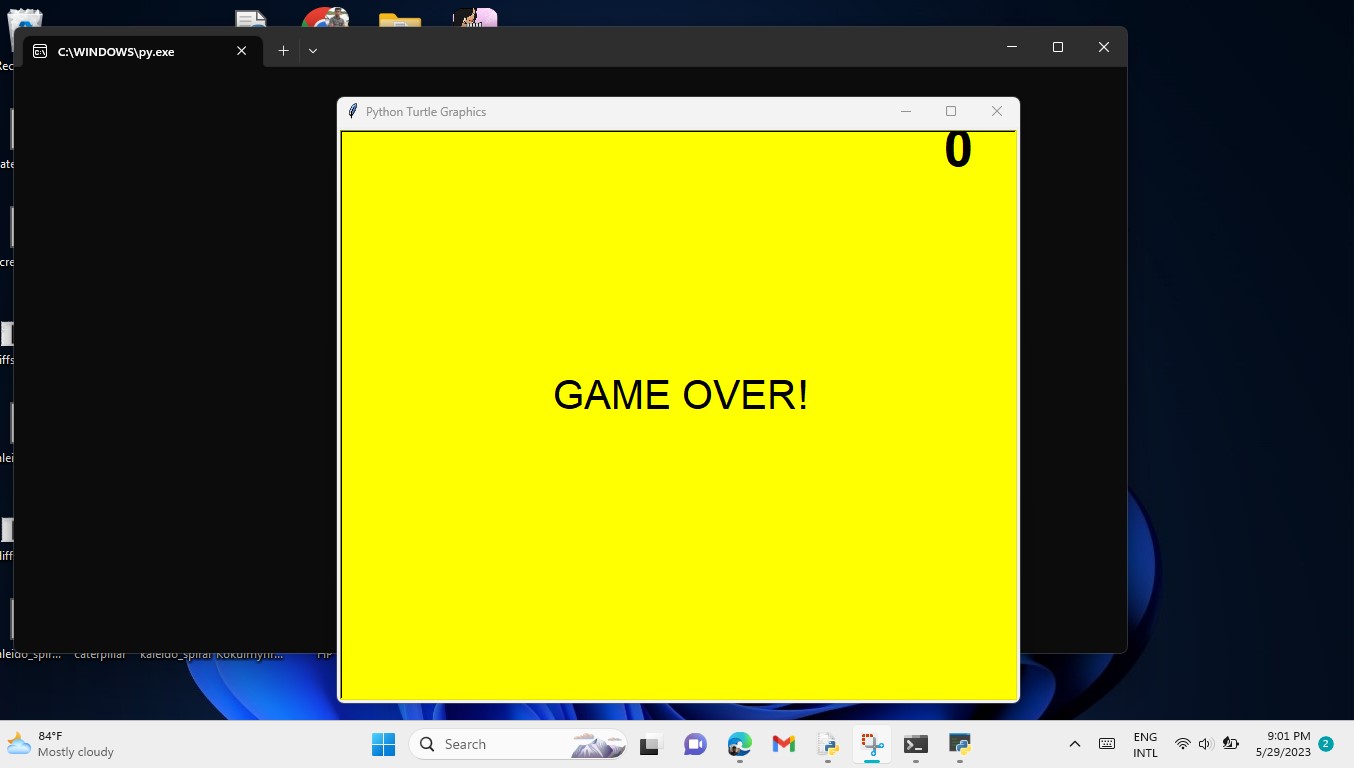 C:\WINDOWS\py.exe
Python Turtle Graphics
0
GAME OVER!
caterpillar kaleido_spiral
HP
84°F
Mostly cloudy
Search
ENG
INTL
9:01 PM
5/29/2023
2